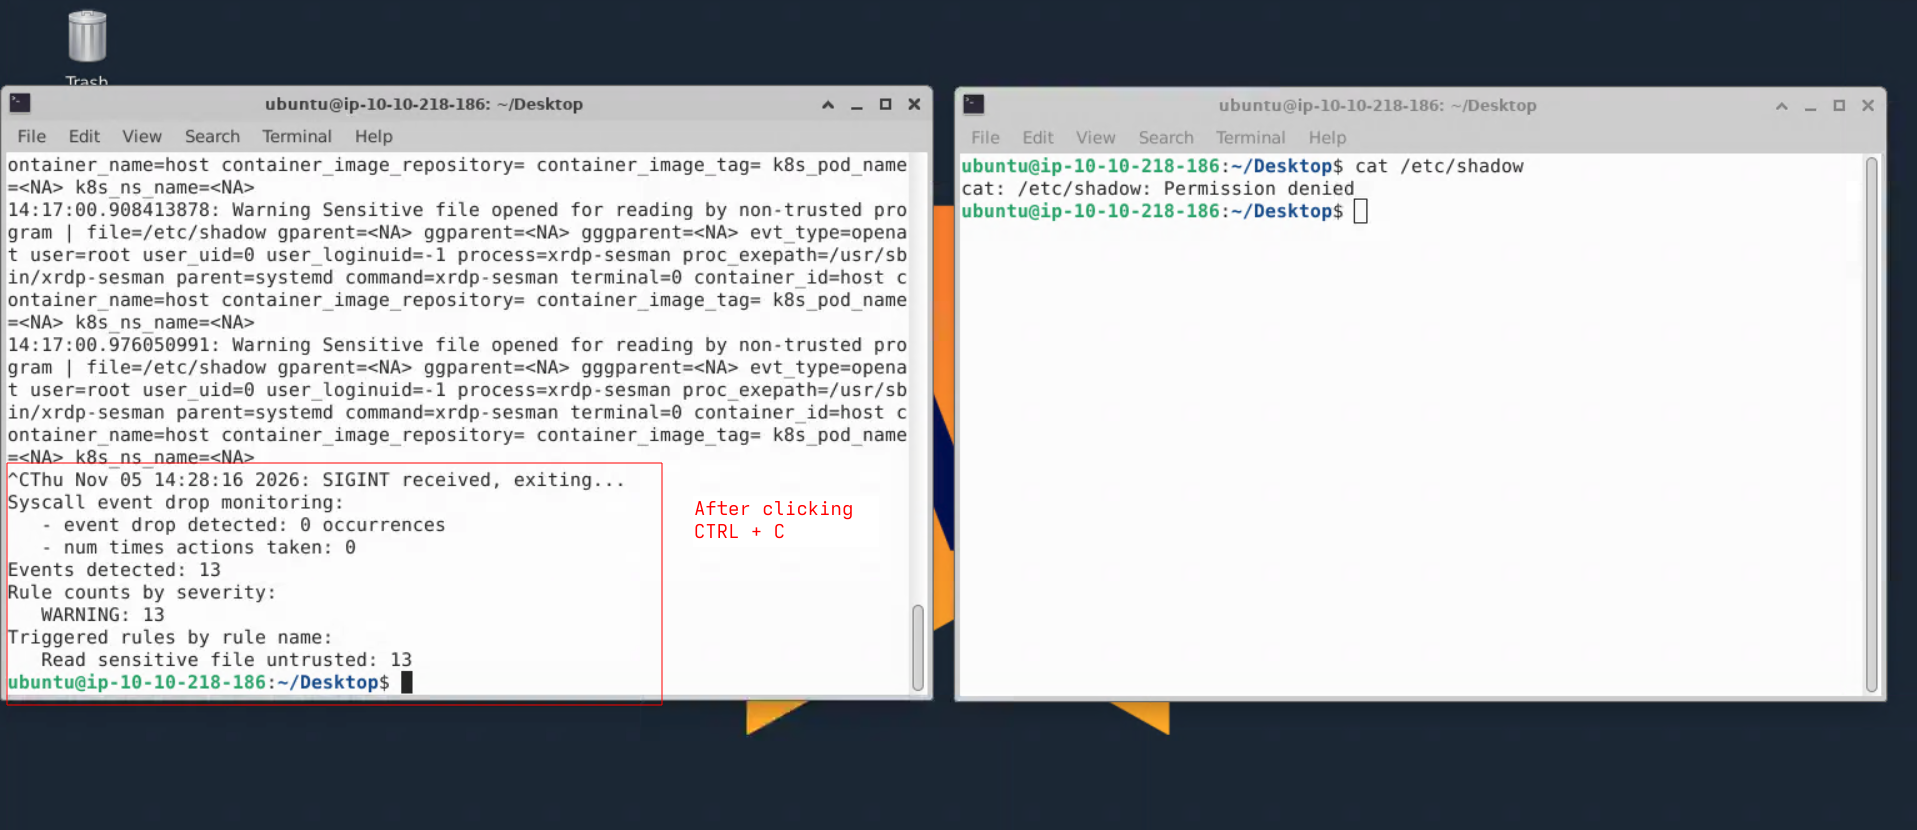 Trash
ubuntu@ip-10-10-218-186: ~/Desktop
File Edit View Search Terminal Help
ontainer_name=host container_image_repository= container_image_tag= k8s_pod_name
=<NA> k8s_ns_name=<NA>
14:17:00.908413878: Warning Sensitive file opened for reading by non-trusted pro
gram | file=/etc/shadow gparent=<NA> ggparent=<NA> gggparent=<NA> evt_type=opena
t user=root user_uid=0 user_loginuid=-1 process=xrdp-sesman proc_exepath=/usr/sb
in/xrdp-sesman parent=systemd command=xrdp-sesman terminal=0 container_id=host c
ontainer_name=host container_image_repository= container_image_tag= k8s_pod_name
=<NA> k8s_ns_name=<NA>
14:17:00.976050991: Warning Sensitive file opened for reading by non-trusted pro
gram | file=/etc/shadow gparent=<NA> ggparent=<NA> gggparent=<NA> evt_type=opena
t user=root user_uid=0 user_loginuid=-1 process=xrdp-sesman proc_exepath=/usr/sb
in/xrdp-sesman parent=systemd command=xrdp-sesman terminal=0 container_id=host c
ontainer_name=host container_image_repository= container_image_tag= k8s_pod_name
=<NA> k8s_ns_name=<NA>
^CThu Nov 05 14:28:16 2026: SIGINT received, exiting...
Syscall event drop monitoring:
   - event drop detected: 0 occurrences
   - num times actions taken: 0
Events detected: 13
Rule counts by severity:
   WARNING: 13
Triggered rules by rule name:
   Read sensitive file untrusted: 13
ubuntu@ip-10-10-218-186:~/Desktop$
After clicking
CTRL + C
ubuntu@ip-10-10-218-186: ~/Desktop
File Edit View Search Terminal Help
ubuntu@ip-10-10-218-186:~/Desktop$ cat /etc/shadow
cat: /etc/shadow: Permission denied
ubuntu@ip-10-10-218-186:~/Desktop$